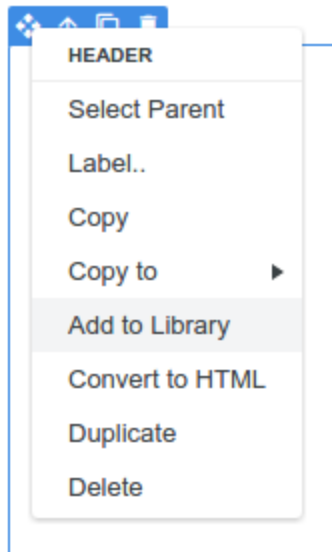 HEADER
Select Parent
Label..
Copy
Copy to
Add to Library
Convert to HTML
Duplicate
Delete